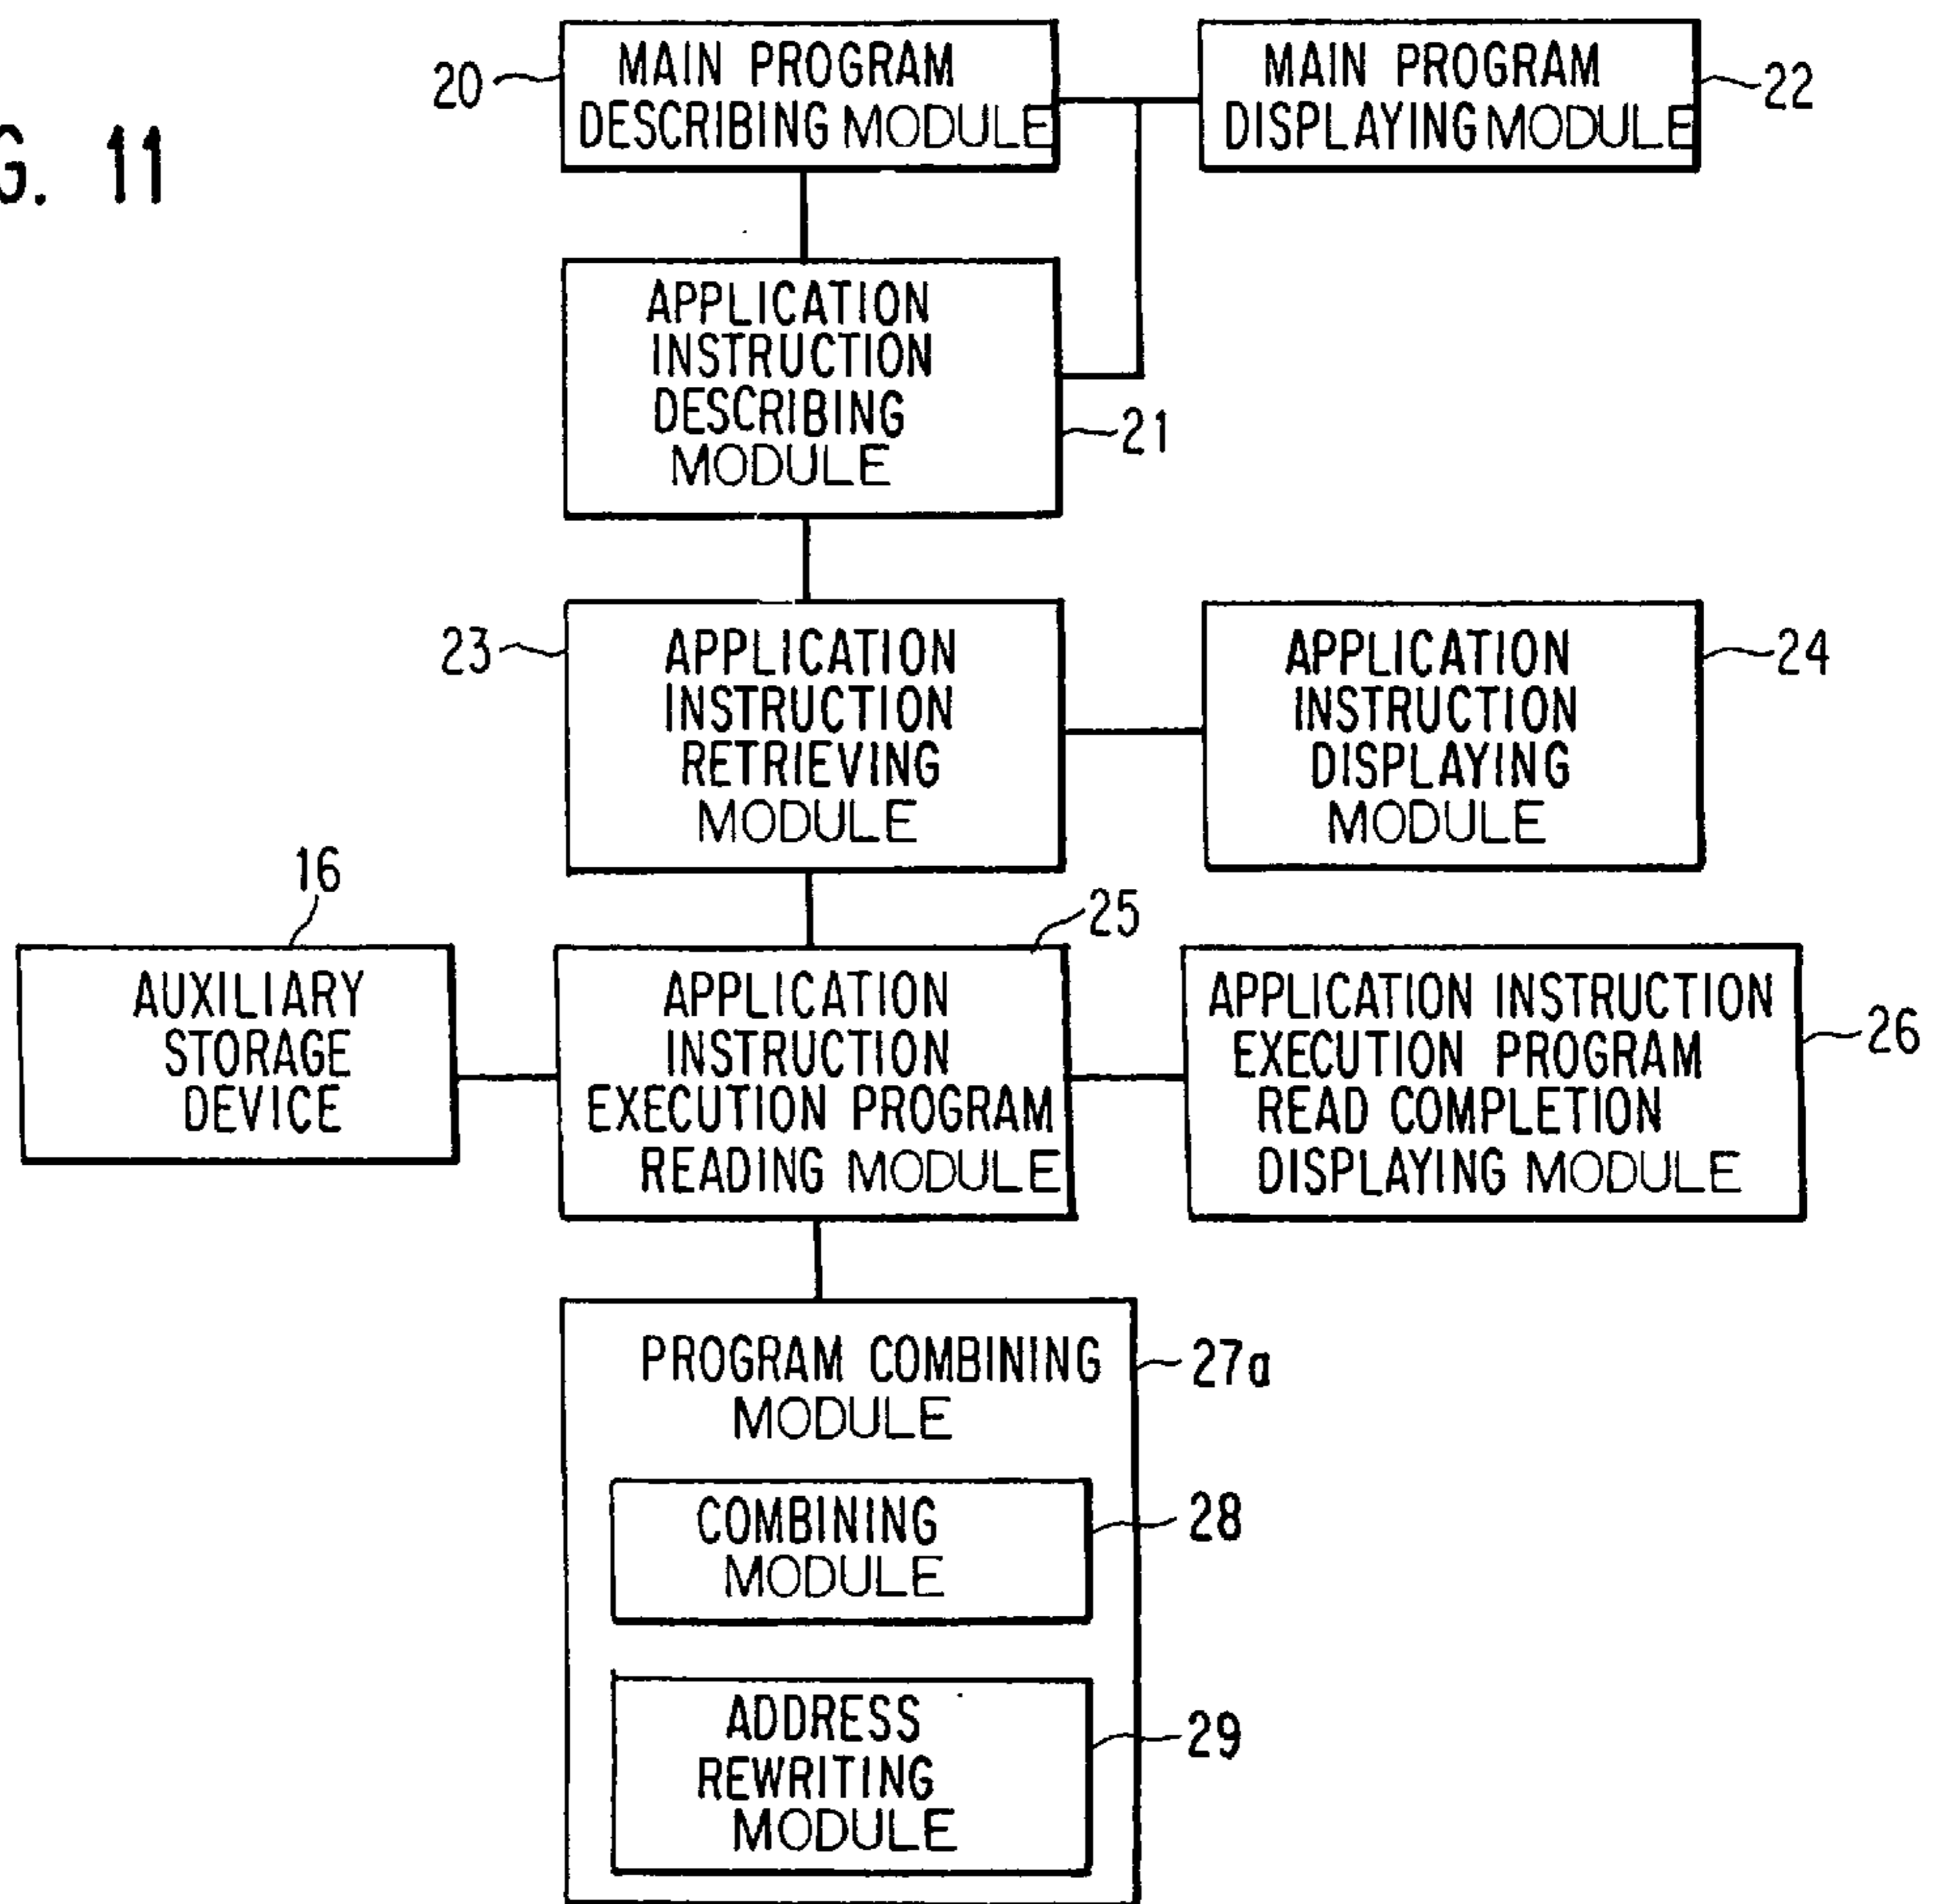 G. 11
20
MAIN PROGRAM
DESCRIBING MODULE
MAIN PROGRAM
DISPLAYING MODULE
22
APPLICATION
INSTRUCTION
DESCRIBING
MODULE
21
23
APPLICATION
INSTRUCTION
RETRIEVING
MODULE
APPLICATION
INSTRUCTION
DISPLAYING
MODULE
24
16
AUXILIARY
STORAGE
DEVICE
25
APPLICATION
INSTRUCTION
EXECUTION PROGRAM
READING MODULE
APPLICATION INSTRUCTION
EXECUTION PROGRAM
READ COMPLETION
DISPLAYING MODULE
26
PROGRAM COMBINING
MODULE
27a
COMBINING
MODULE
28
ADDRESS
REWRITING
MODULE
29